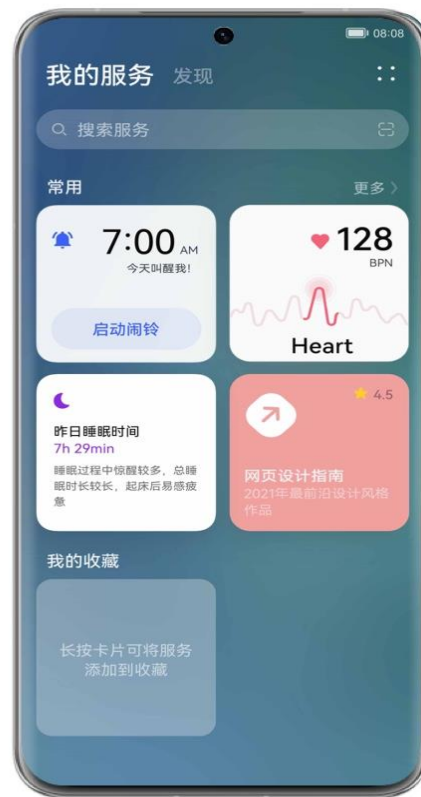 08:08
我的服务 发现
搜索服务
常用 更多
7:00 AM
今天叫醒我!
启动闹铃
128
BPN
Heart
昨日睡眠时间
7h 29min
睡眠过程中惊醒较多，总睡
眠时长较长，起床后易感疲
惫
4.5
网页设计指南
2021年最前沿设计风格
作品
我的收藏
长按卡片可将服务
添加到收藏